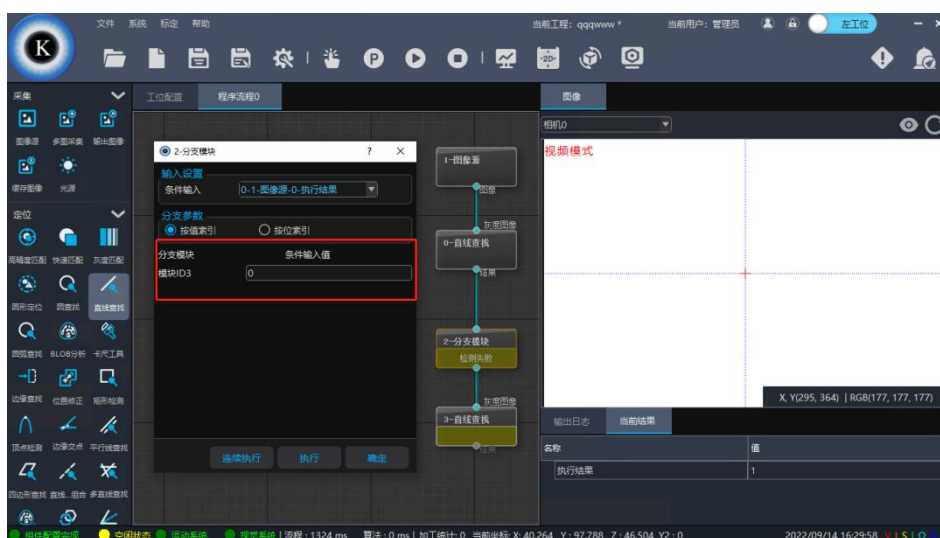 K
文件 系统 标定 帮助
当前工程: qqqwww * 当前用户: 管理员 左工位
P
-2D-
采集
图像源 多图采集 输出图像
缓存图像 光源
定位
高精度匹配 快速匹配 灰度匹配
圆形定位 圆查找 直线查找
圆弧查找 BLOB分析 卡尺工具
边缘查找 位置修正 矩形检测
顶点检测 边缘交点 平行线查找
四边形查找 直线...组合 多直线查找
工位配置 程序流程0
2-分支模块 ? ×
输入设置
条件输入 0-1-图像源-0-执行结果
分支参数
按值索引 按位索引
分支模块 条件输入值
模块ID3 0
连续执行 执行 确定
1-图像源
图像
灰度图像
0-直线查找
结果
2-分支模块
检测失败
灰度图像
3-直线查找
结果
图像
相机0
视频模式
X, Y(295, 364) | RGB(177, 177, 177)
输出日志 当前结果
名称 值
执行结果 1
组件配置完成 空闲状态 运动系统 视觉系统 | 流程 : 1324 ms 算法 : 0 ms | 加工统计: 0 当前坐标: X: 40.264 Y : 97.788 Z : 46.504 Y2 : 0 2022/09/14 16:29:58 V | S | O